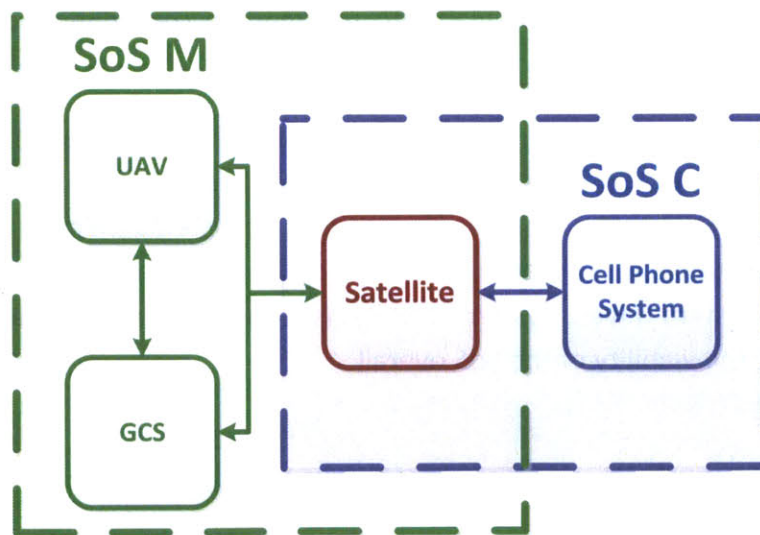 SoS M
UAV
SoS C
Satellite
Cell Phone
System
GCS